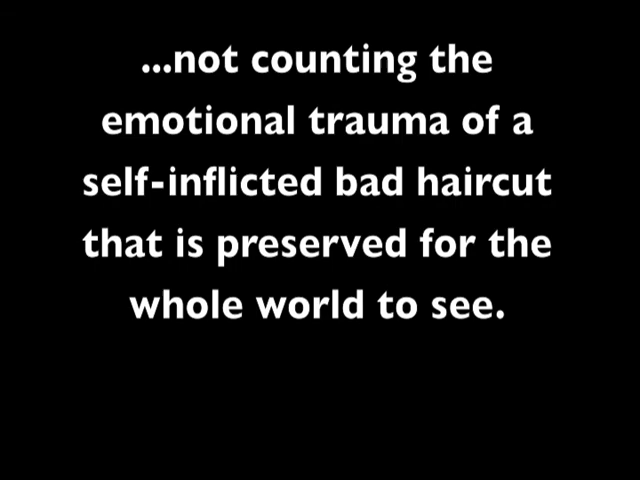 ...not counting the
emotional trauma of a
self-inflicted bad haircut
that is preserved for the
whole world to see.